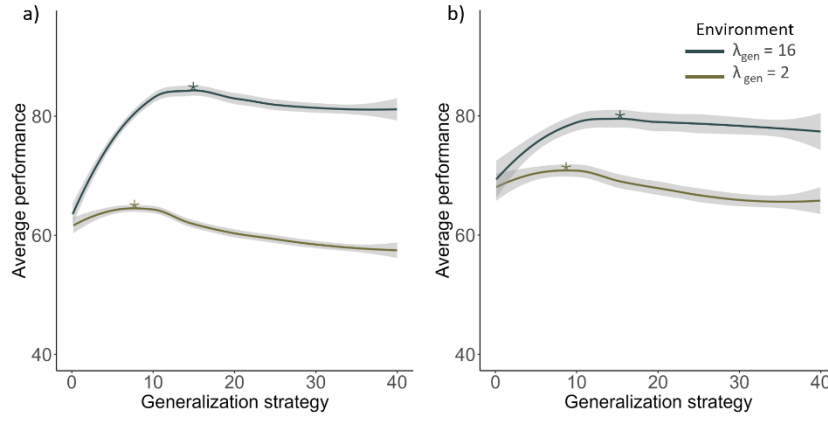 a)
Average performance
80
60
40
0 10 20 30 40
Generalization strategy
b)
Environment
λgen = 16
λgen = 2
Average performance
80
60
40
0 10 20 30 40
Generalization strategy